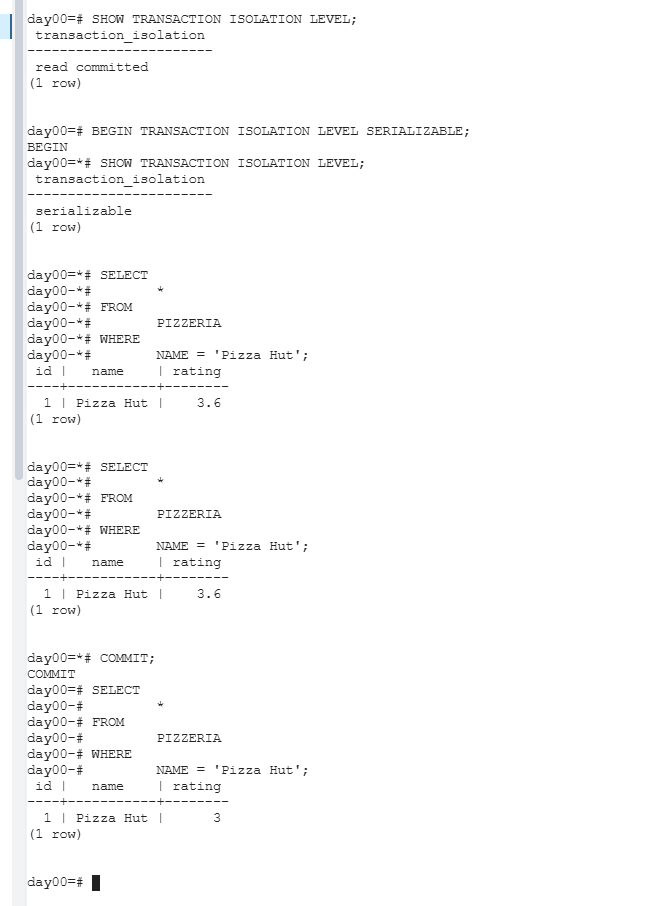 day00=# SHOW TRANSACTION ISOLATION LEVEL;
 transaction_isolation
-----------------------
 read committed
(1 row)
day00=# BEGIN TRANSACTION ISOLATION LEVEL SERIALIZABLE;
BEGIN
day00=*# SHOW TRANSACTION ISOLATION LEVEL;
 transaction_isolation
-----------------------
 serializable
(1 row)
day00=*# SELECT
day00-*#        *
day00-*# FROM
day00-*#        PIZZERIA
day00-*# WHERE
day00-*#        NAME = 'Pizza Hut';
 id |   name    | rating
----+-----------+--------
  1 | Pizza Hut |    3.6
(1 row)
day00=*# SELECT
day00-*#        *
day00-*# FROM
day00-*#        PIZZERIA
day00-*# WHERE
day00-*#        NAME = 'Pizza Hut';
 id |   name    | rating
----+-----------+--------
  1 | Pizza Hut |    3.6
(1 row)
day00=*# COMMIT;
COMMIT
day00=# SELECT
day00-#         *
day00-# FROM
day00-#         PIZZERIA
day00-# WHERE
day00-#         NAME = 'Pizza Hut';
 id |   name    | rating
----+-----------+--------
  1 | Pizza Hut |      3
(1 row)
day00=#